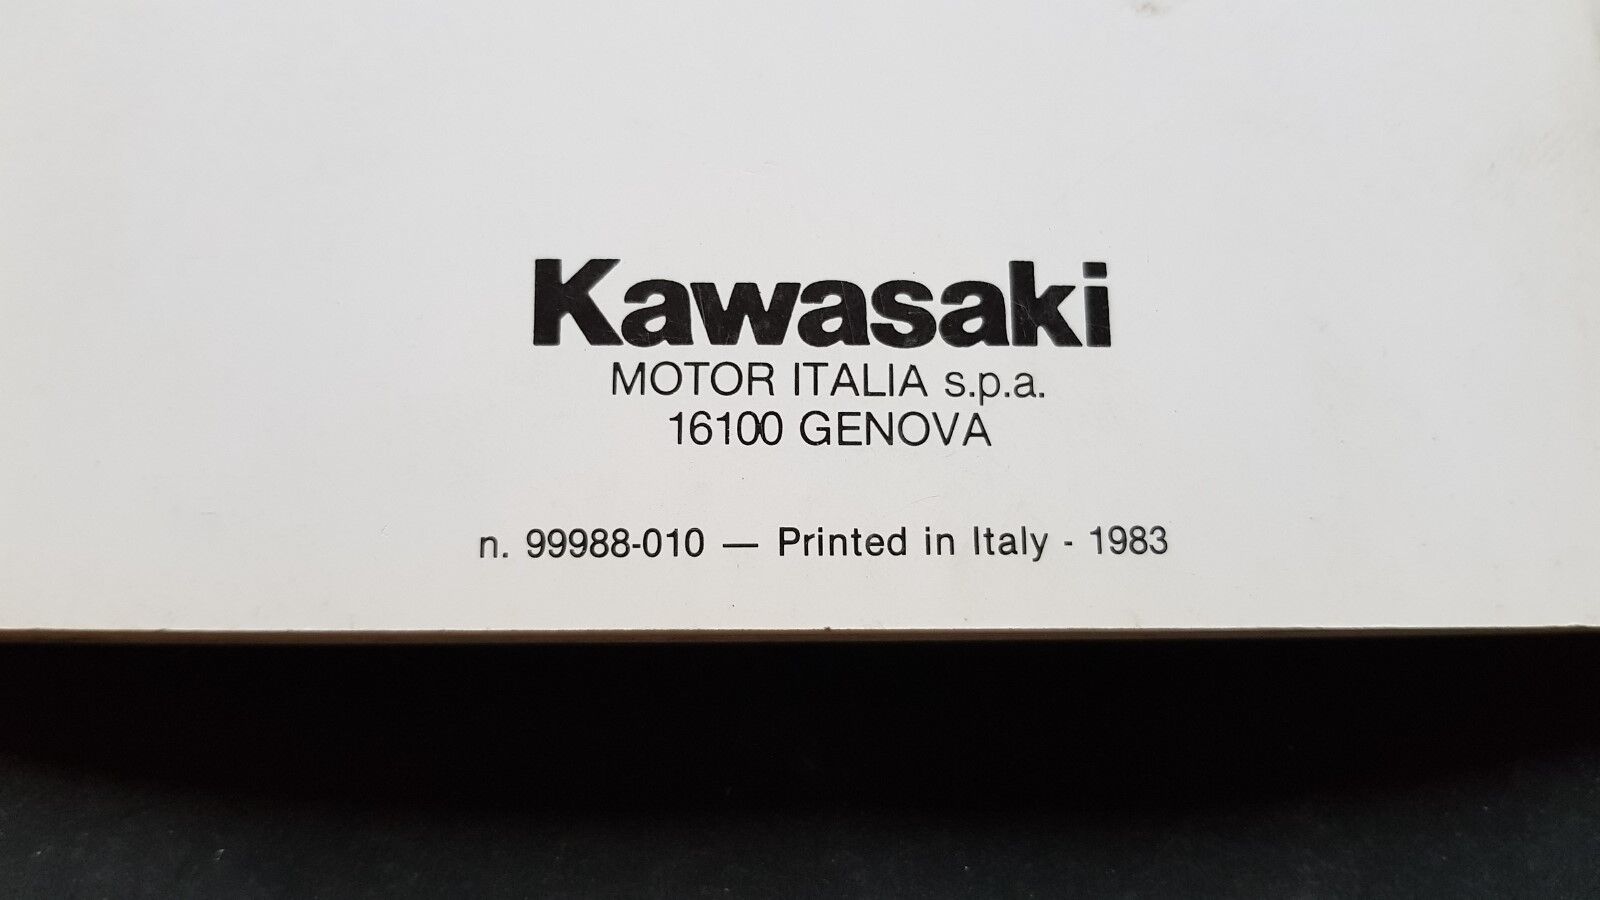 Kawasaki
MOTOR ITALIA s.p.a.
16100 GENOVA
n. 99988-010 — Printed in Italy - 1983